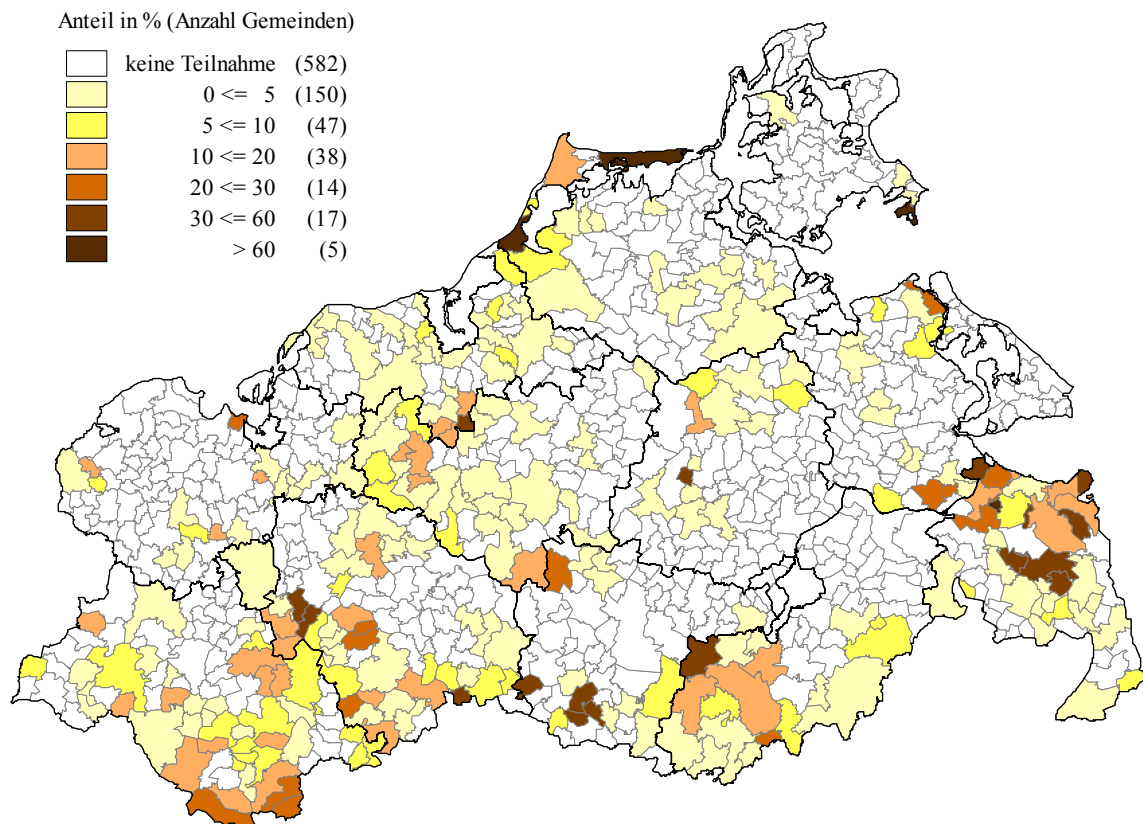 Anteil in % (Anzahl Gemeinden)
keine Teilnahme (582)
0 <= 5 (150)
5 <= 10 (47)
10 <= 20 (38)
20 <= 30 (14)
30 <= 60 (17)
> 60 (5)